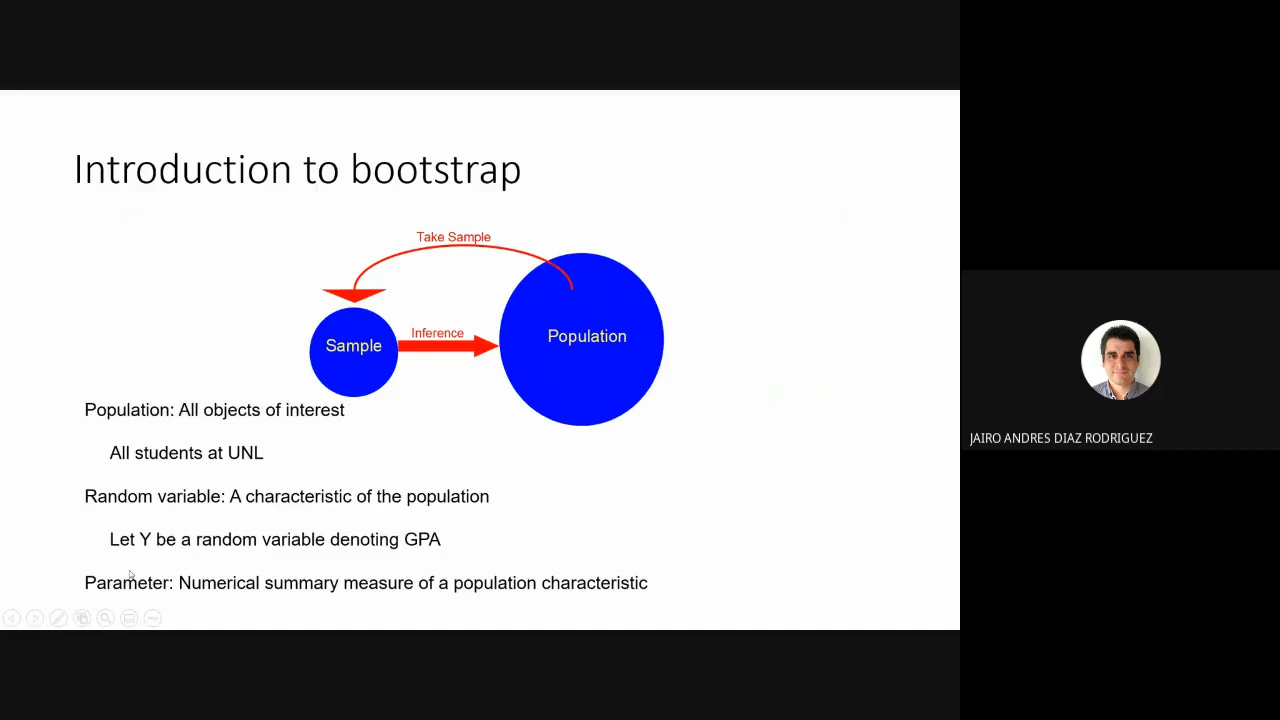 Introduction to bootstrap
Take Sample
Inference
Sample
Population
Population: All objects of interest
All students at UNL
Random variable: A characteristic of the population
Let Y be a random variable denoting GPA
Parameter: Numerical summary measure of a population characteristic
JAIRO ANDRES DIAZ RODRIGUEZ